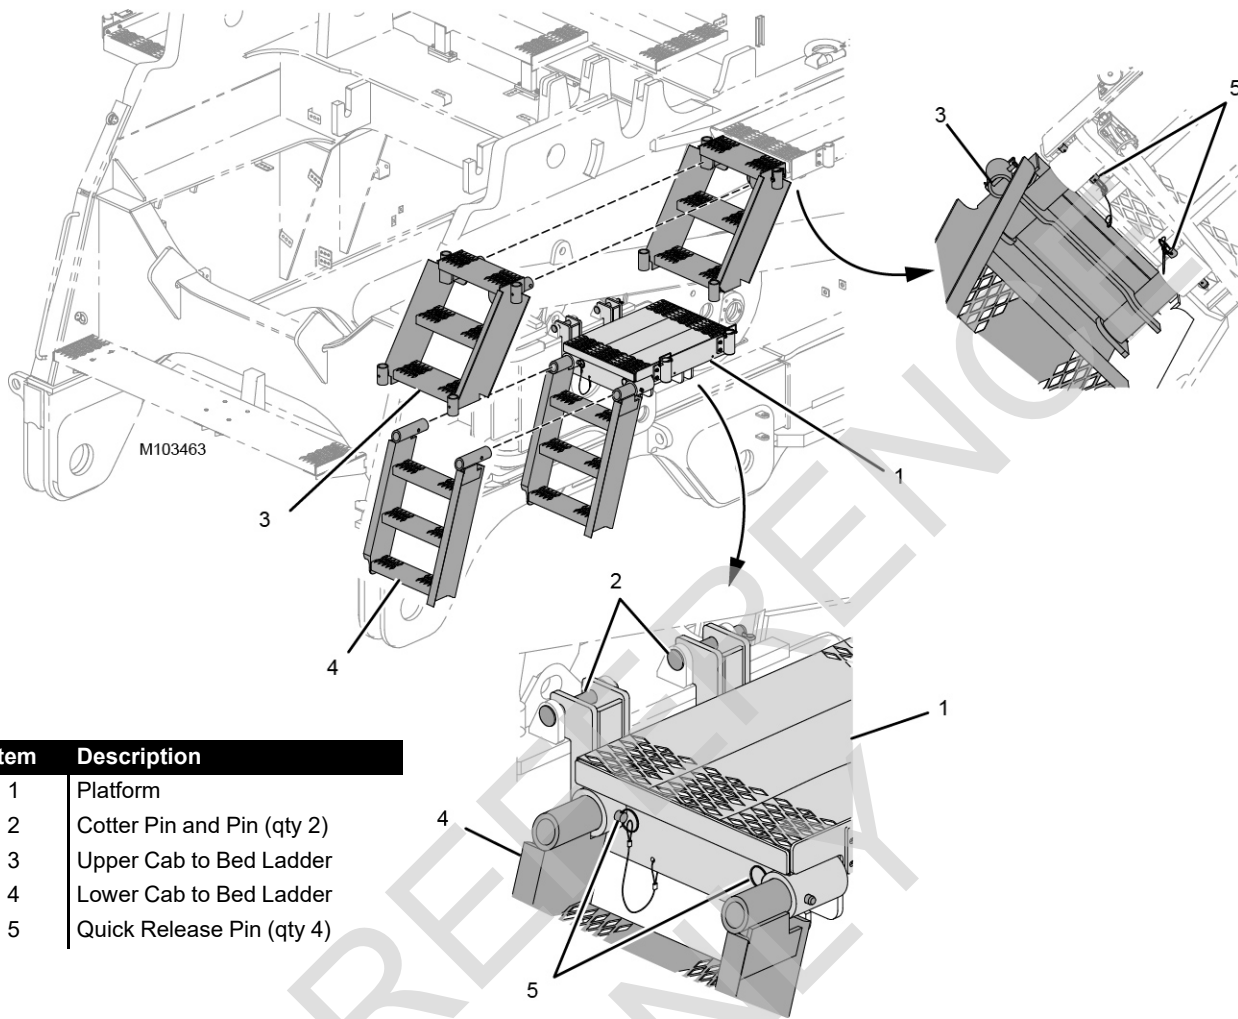 5
3
M103463
1
3
2
4
1
4
5
tem Description
1 Platform
2 Cotter Pin and Pin (qty 2)
3 Upper Cab to Bed Ladder
4 Lower Cab to Bed Ladder
5 Quick Release Pin (qty 4)
REFERENCE